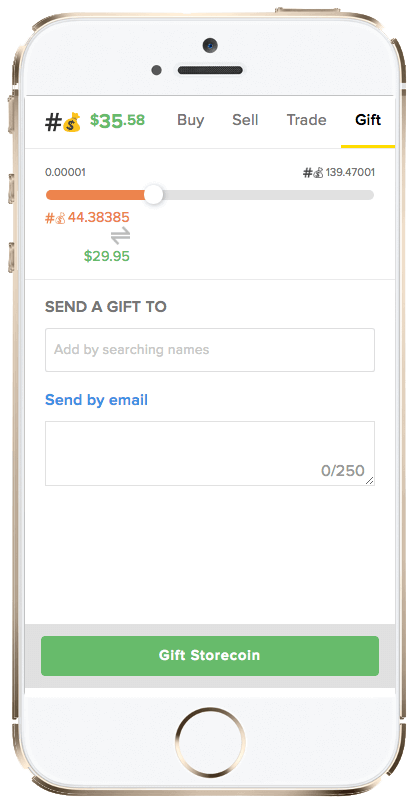 #💰 $35.58 Buy Sell Trade Gift
0.00001 #💰139.47001
#💰44.38385
⇌
$29.95
SEND A GIFT TO
Add by searching names
Send by email
0/250
Gift Storecoin